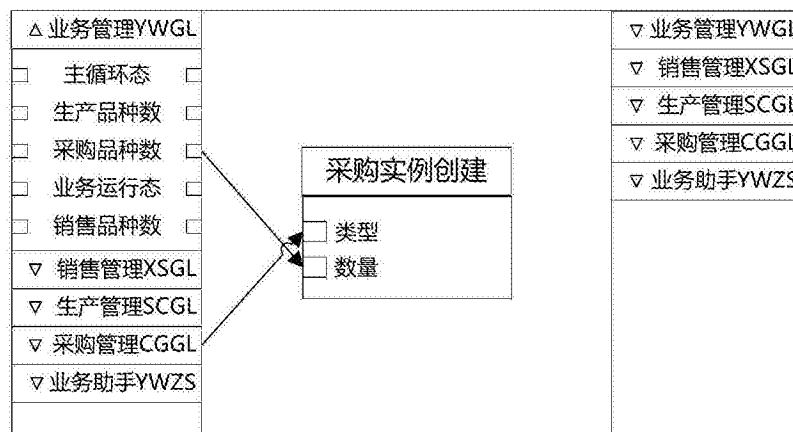 △ 业务管理YWGL
主循环态
生产品种数
采购品种数
业务运行态
销售品种数
▽ 销售管理XSGL
▽ 生产管理SCGL
▽ 采购管理CGGL
▽ 业务助手YWZS
采购实例创建
类型
数量
▽ 业务管理YWGL
▽ 销售管理XSGL
▽ 生产管理SCGL
▽ 采购管理CGGL
▽ 业务助手YWZS